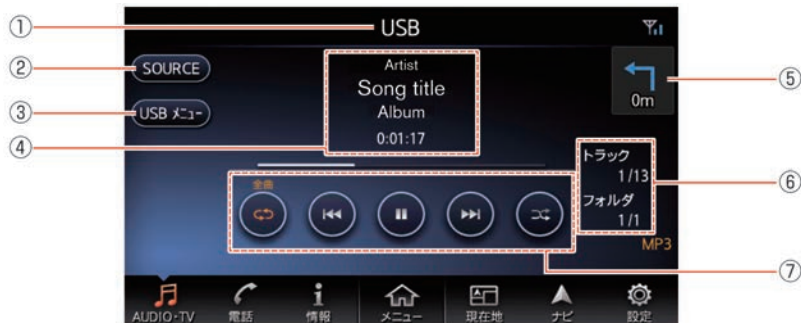 ① USB
② SOURCE
③ USB メニュー
④
Artist
Song title
Album
0:01:17
⑤
0m
⑥
トラック
1/13
フォルダ
1/1
MP3
全曲
⑦
AUDIO・TV 電話 情報 メニュー 現在地 ナビ 設定